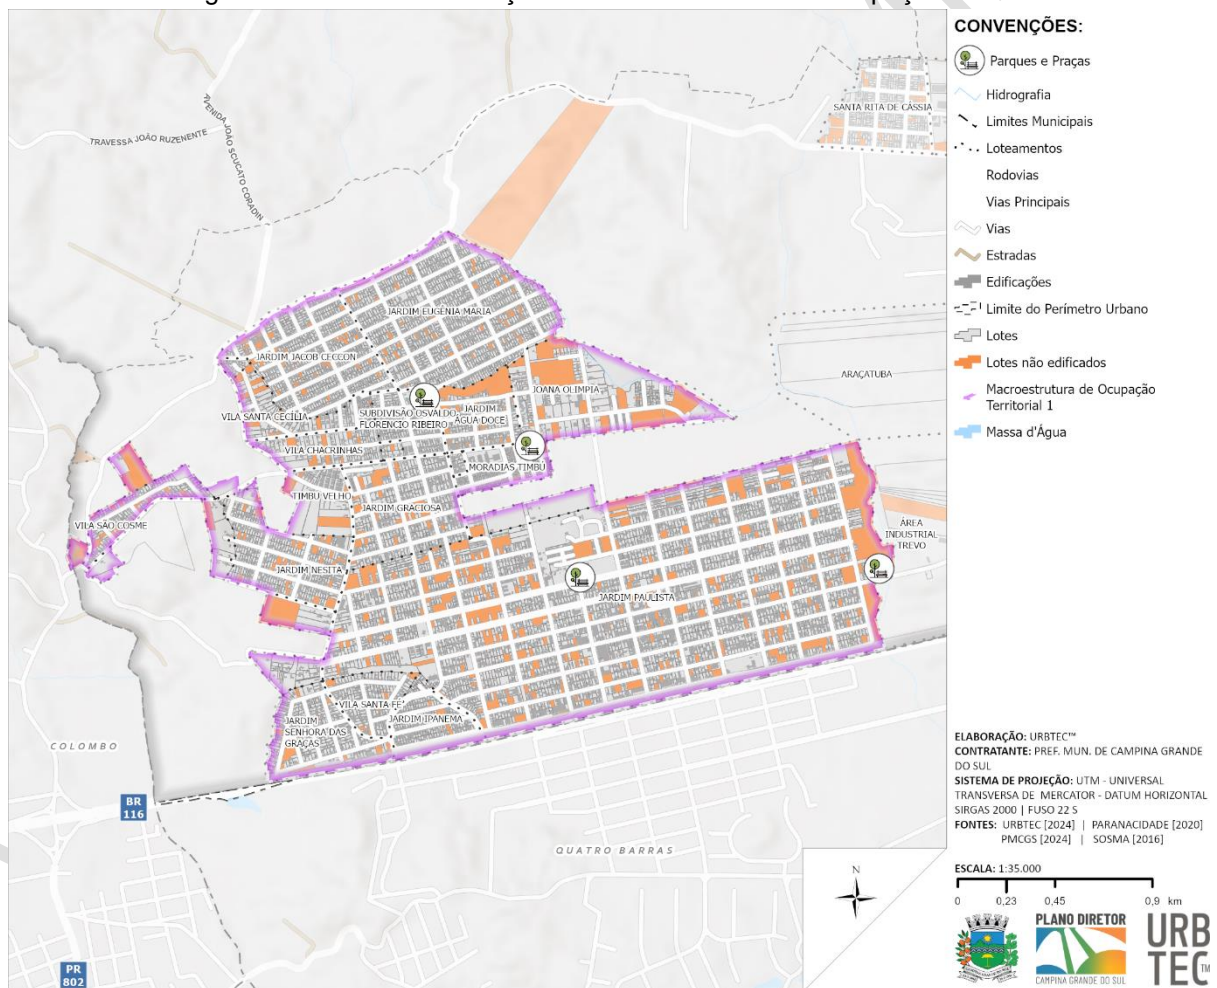 CONVENÇÕES:
Parques e Praças
Hidrografia
Limites Municipais
Loteamentos
Rodovias
Vias Principais
Vias
Estradas
Edificações
Limite do Perímetro Urbano
Lotes
Lotes não edificados
Macroestrutura de Ocupação
Territorial 1
Massa d'Água
SANTA RITA DE CÁSSIA
TRAVESSA JOÃO RUZENENTE
AVENIDA JOÃO SCUCATO CORADIN
JARDIM EUGENIA MARIA
JARDIM JACOB CECCON
ARAÇATUBA
JOANA OLIMPIA
VILA SANTA CECÍLIA
SUBDIVISÃO OSVALDO
FLORENCIO RIBEIRO
JARDIM
ÁGUA DOCE
VILA CHACRINHAS
MORADIAS TIMBU
TIMBU VELHO
JARDIM GRACIOSA
VILA SÃO COSME
ÁREA
INDUSTRIAL
TREVO
JARDIM NESITA
JARDIM PAULISTA
VILA SANTA FÉ
JARDIM IPANEMA
JARDIM
SENHORA DAS
GRAÇAS
COLOMBO
BR
116
QUATRO BARRAS
PR
802
N
ELABORAÇÃO: URBTEC™
CONTRATANTE: PREF. MUN. DE CAMPINA GRANDE
DO SUL
SISTEMA DE PROJEÇÃO: UTM - UNIVERSAL
TRANSVERSA DE MERCATOR - DATUM HORIZONTAL
SIRGAS 2000 | FUSO 22 S
FONTES: URBTEC [2024] | PARANACIDADE [2020]
PMCGS [2024] | SOSMA [2016]
ESCALA: 1:35.000
0 0,23 0,45 0,9 km
PLANO DIRETOR
CAMPINA GRANDE DO SUL
URB
TEC™